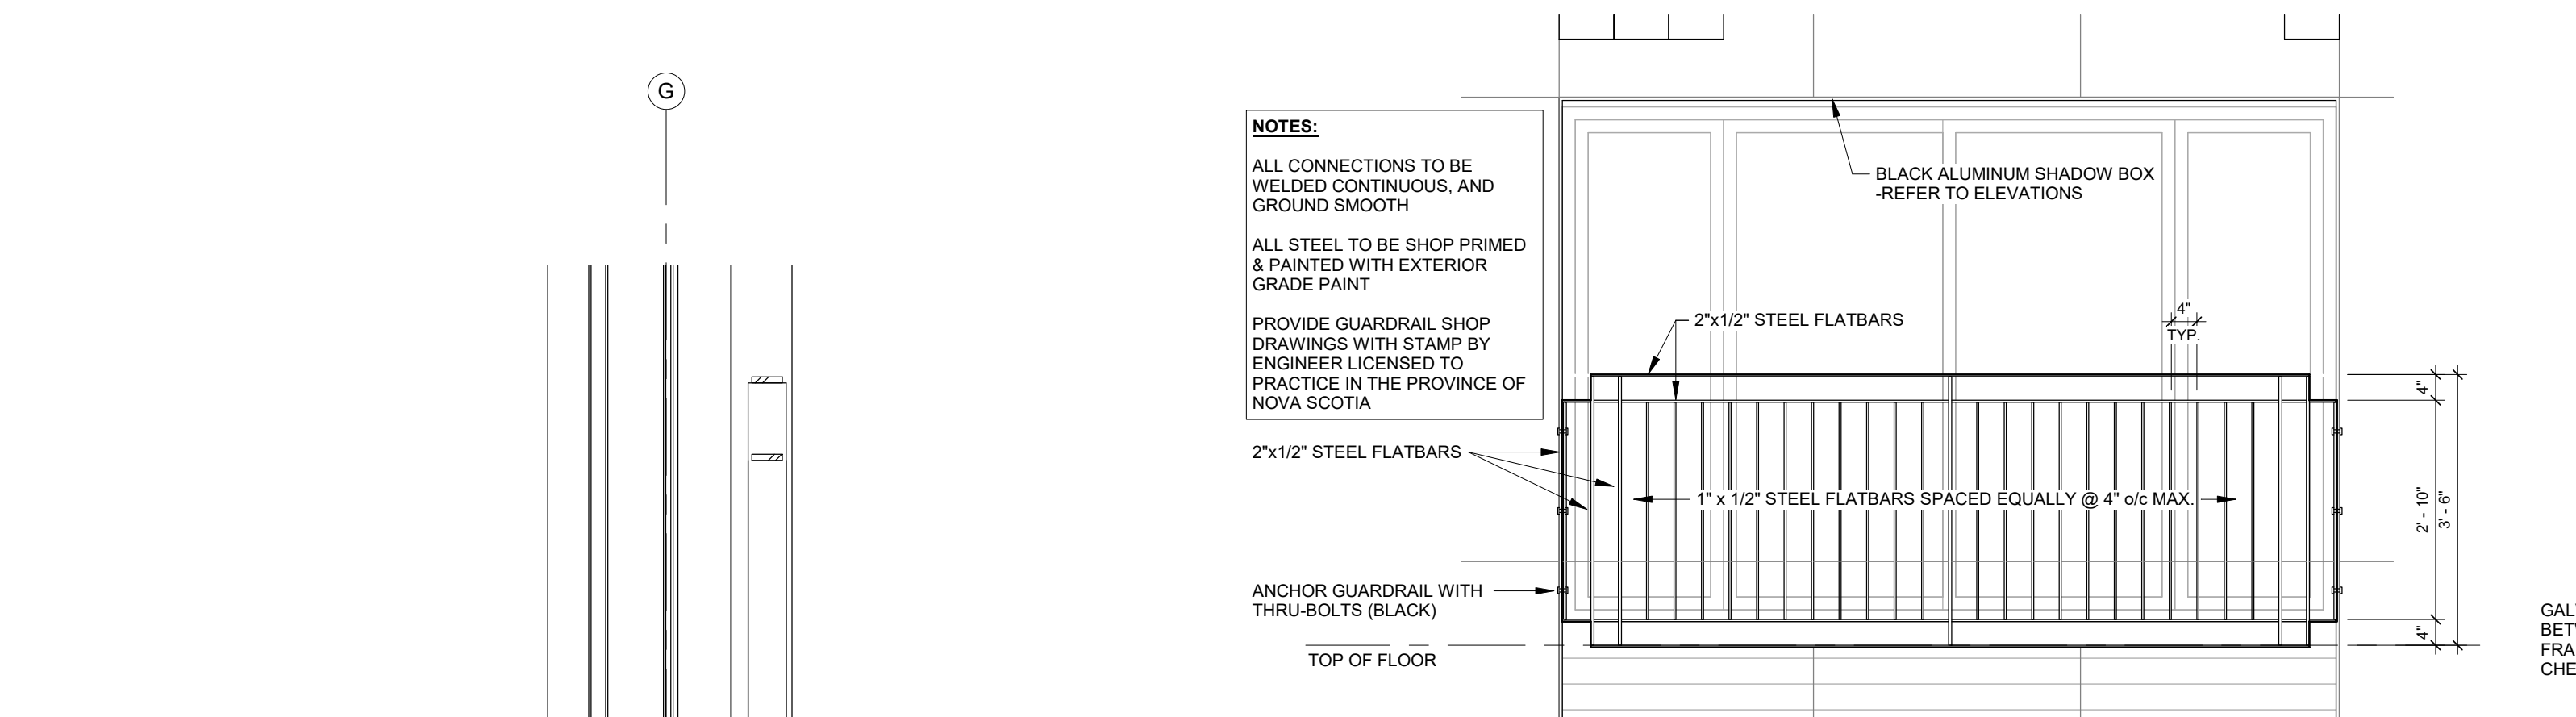 G
NOTES:
ALL CONNECTIONS TO BE
WELDED CONTINUOUS, AND
GROUND SMOOTH
ALL STEEL TO BE SHOP PRIMED
& PAINTED WITH EXTERIOR
GRADE PAINT
PROVIDE GUARDRAIL SHOP
DRAWINGS WITH STAMP BY
ENGINEER LICENSED TO
PRACTICE IN THE PROVINCE OF
NOVA SCOTIA
BLACK ALUMINUM SHADOW BOX
-REFER TO ELEVATIONS
2"x1/2" STEEL FLATBARS
4"
TYP.
2"x1/2" STEEL FLATBARS
1" x 1/2" STEEL FLATBARS SPACED EQUALLY @ 4" o/c MAX.
ANCHOR GUARDRAIL WITH
THRU-BOLTS (BLACK)
TOP OF FLOOR
4"
2' - 10"
3' - 6"
4"
GAL
BET
FRA
CHE